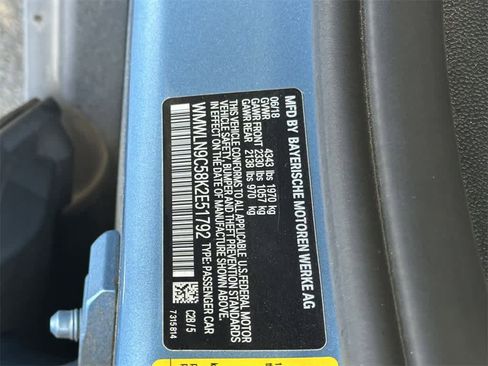 MFD BY BAYERISCHE MOTOREN WERKE AG
06/18
GVWR 4343 lbs 1970 kg
GAWR FRONT 2330 lbs 1057 kg
GAWR REAR 2138 lbs 970 kg
THIS VEHICLE CONFORMS TO ALL APPLICABLE U.S.FEDERAL MOTOR
VEHICLE SAFETY, BUMPER AND THEFT PREVENTION STANDARDS
IN EFFECT ON THE DATE OF MANUFACTURE SHOWN ABOVE.
WMWLN9C58K2E51792 TYPE:PASSENGER CAR
C28/5
7315814